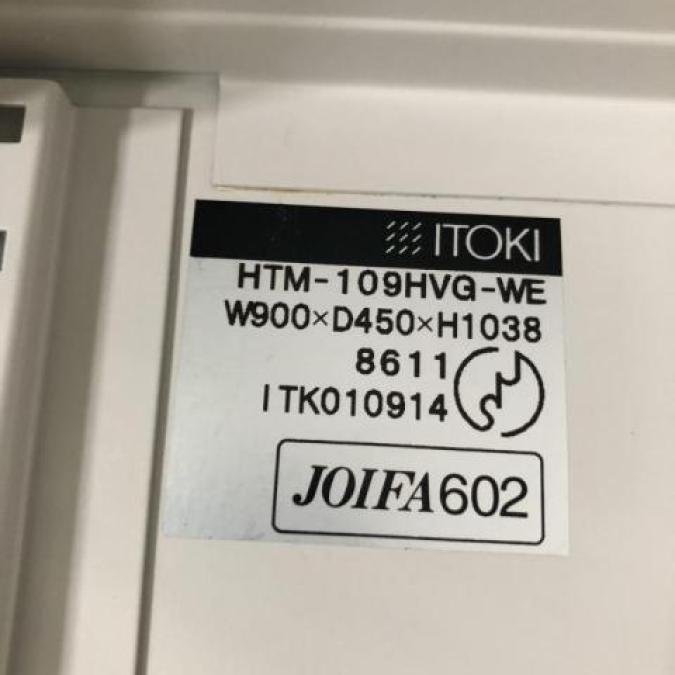 ITOKI
HTM-109HVG-WE
W900×D450×H1038
8611
ITK010914
JOIFA602